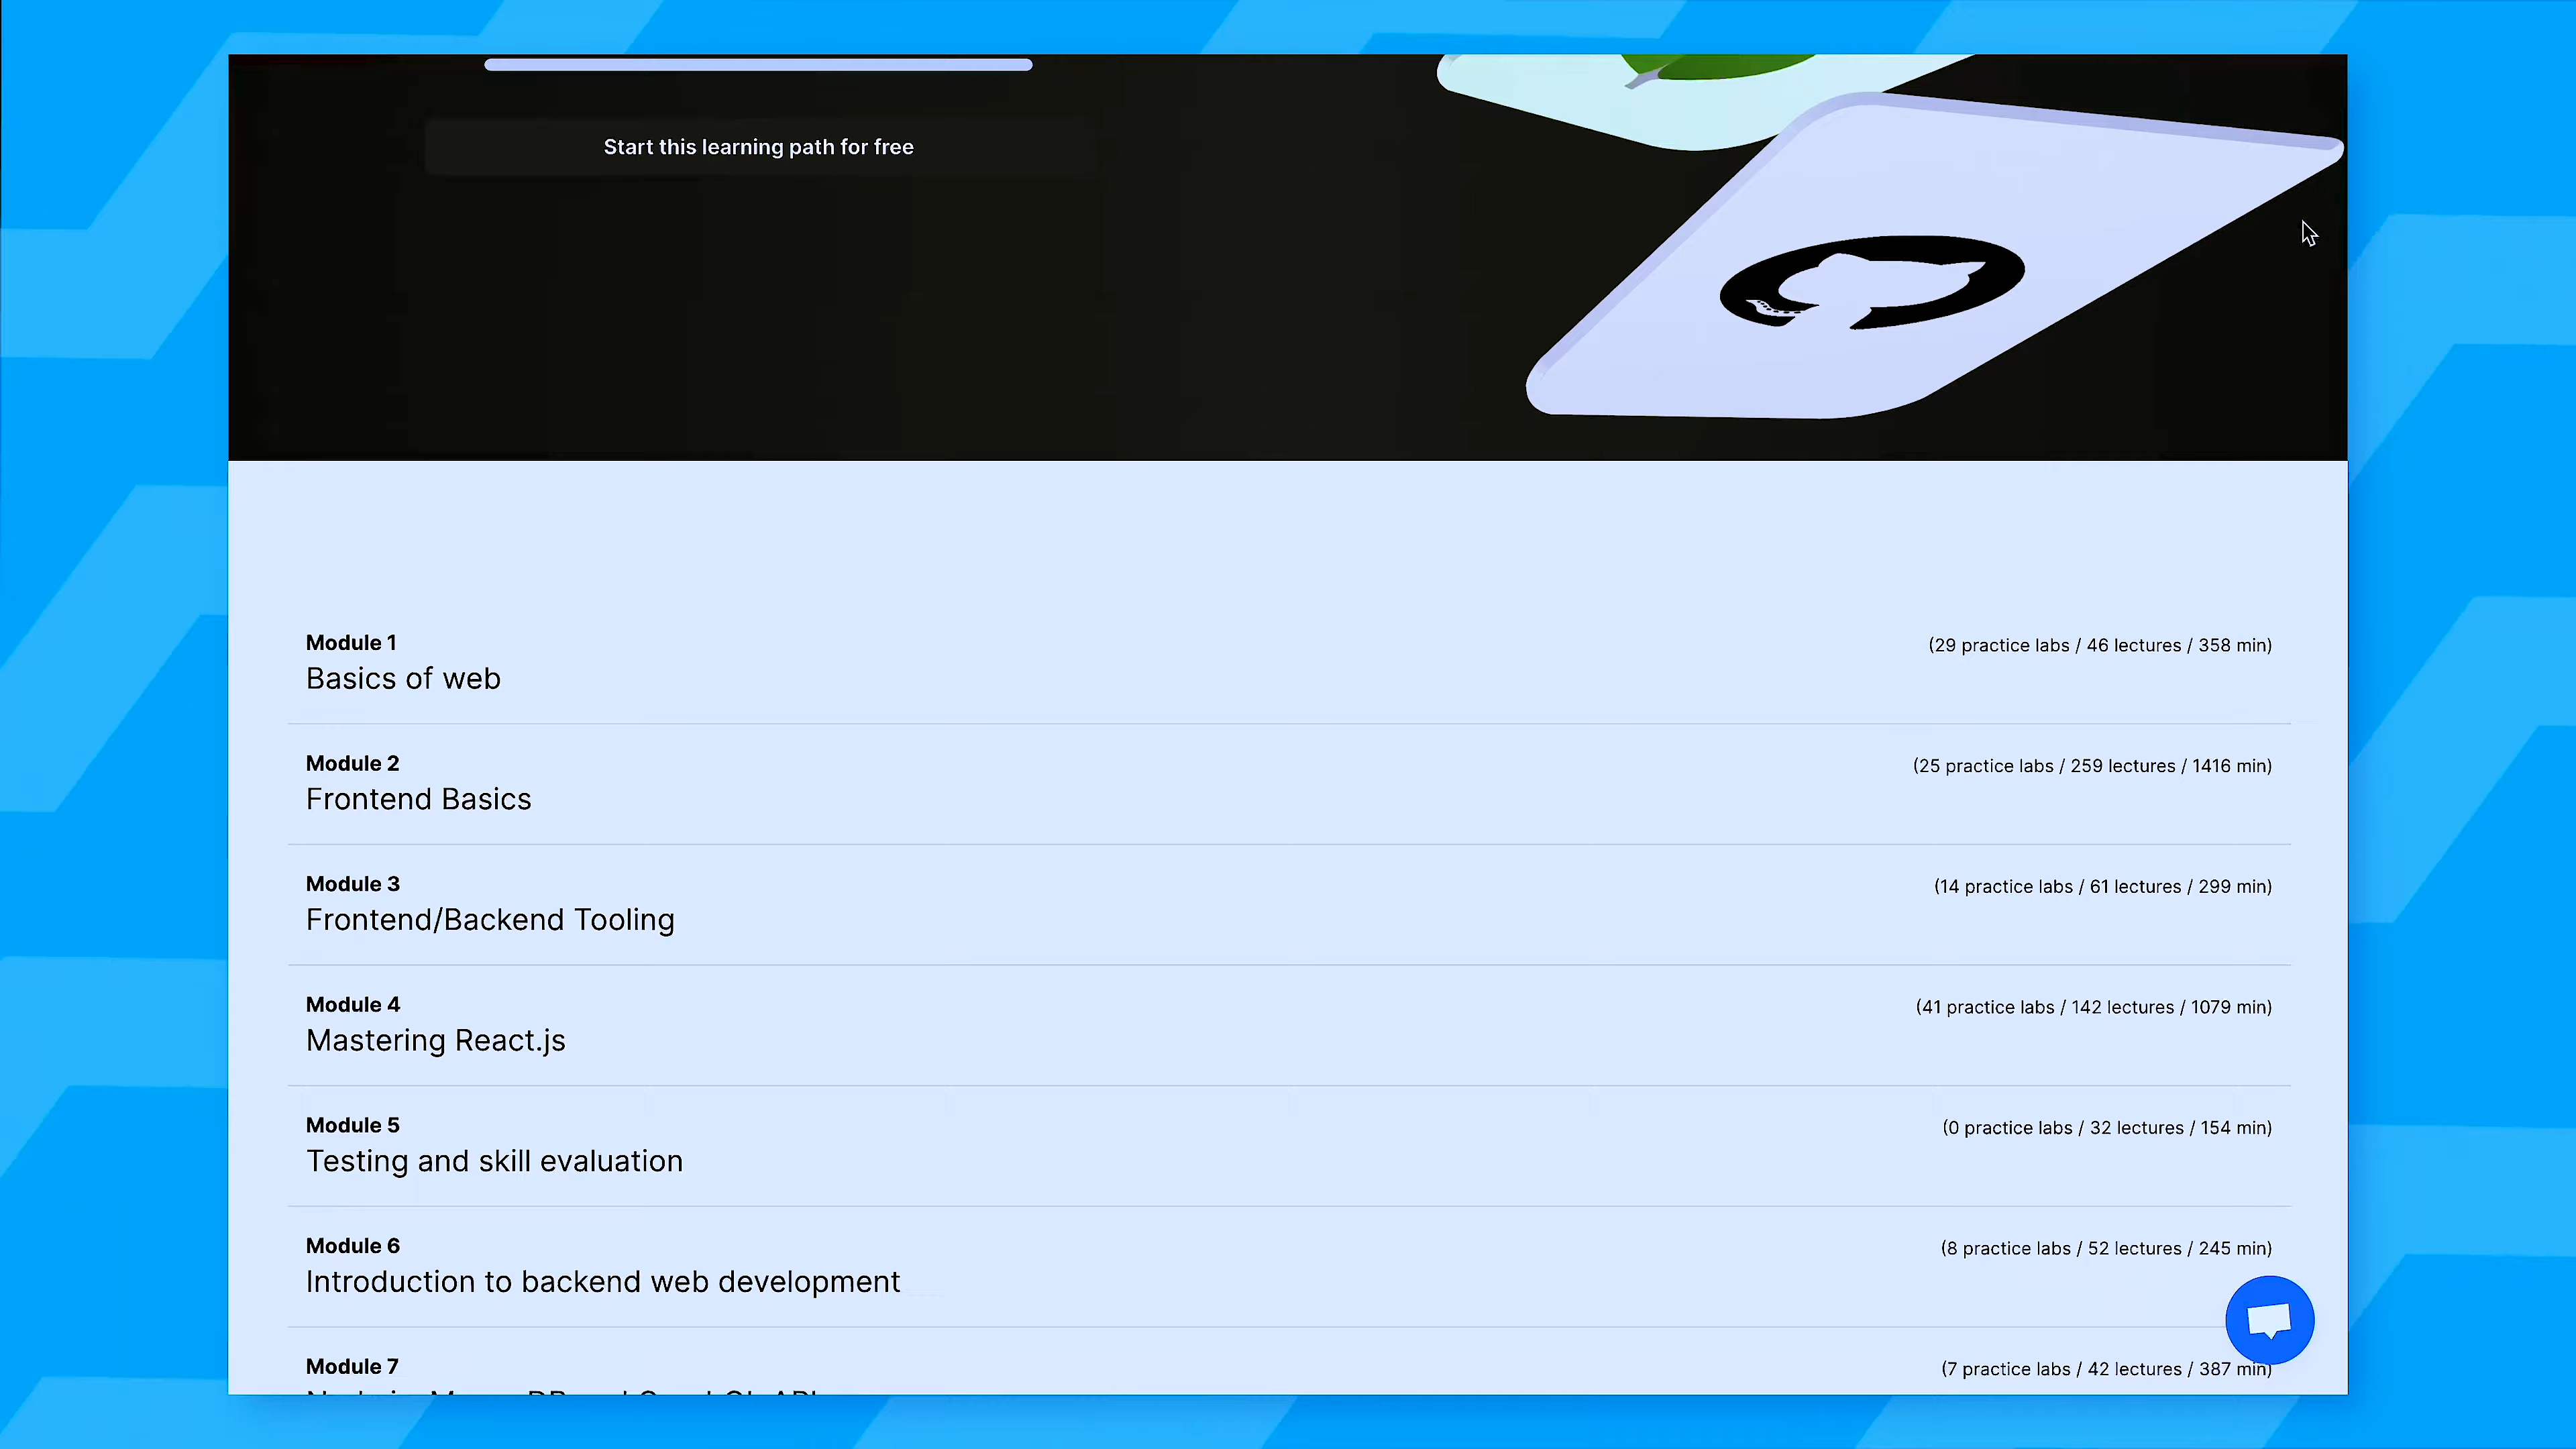 Start this learning path for free
Module 1
(29 practice labs / 46 lectures / 358 min)
Basics of web
Module 2
(25 practice labs / 259 lectures / 1416 min)
Frontend Basics
Module 3
(14 practice labs / 61 lectures / 299 min)
Frontend/Backend Tooling
Module 4
(41 practice labs / 142 lectures / 1079 min)
Mastering React.js
Module 5
(0 practice labs / 32 lectures / 154 min)
Testing and skill evaluation
Module 6
(8 practice labs / 52 lectures / 245 min)
Introduction to backend web development
Module 7
(7 practice labs / 42 lectures / 387 min)